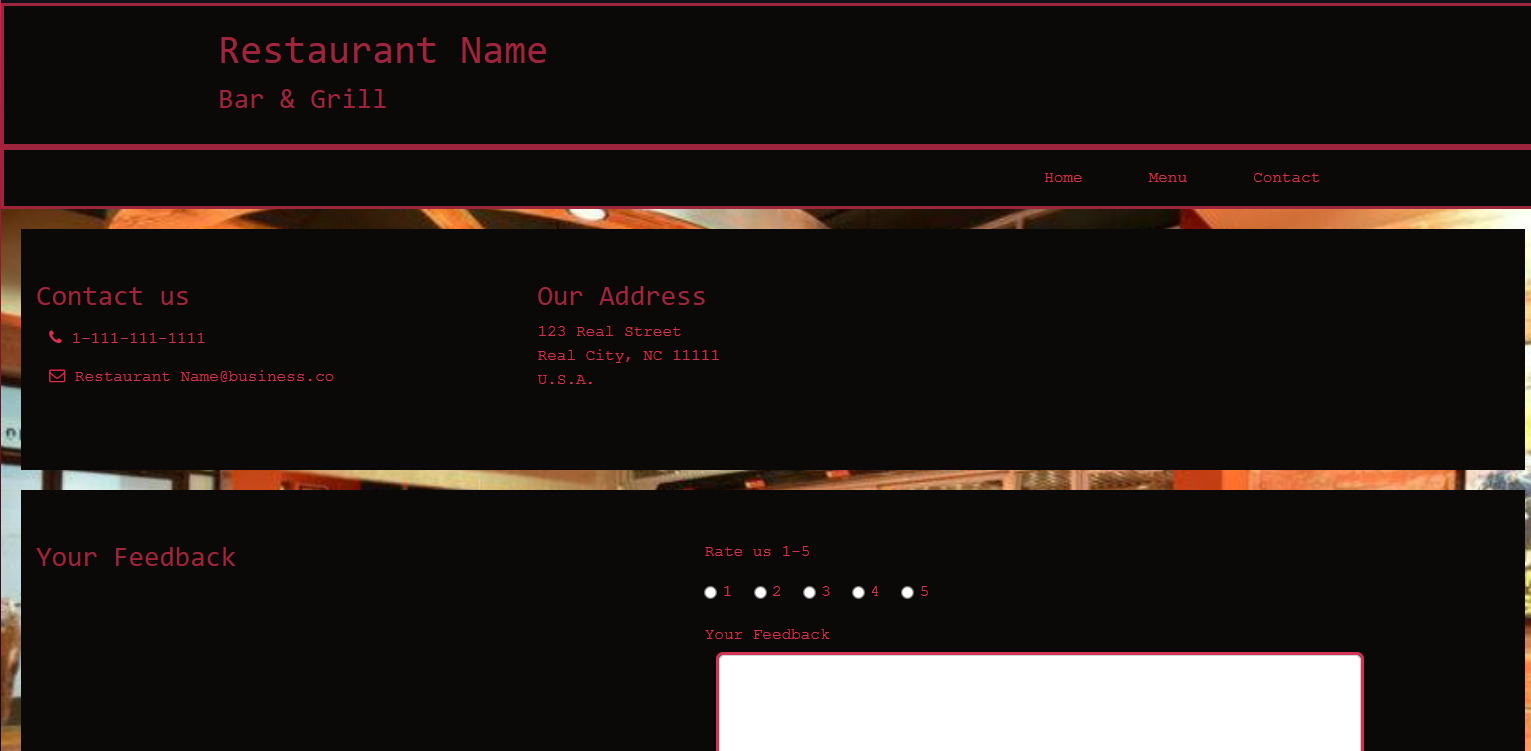 Restaurant Name
Bar & Grill
Home Menu Contact
Contact us
1-111-111-1111
Restaurant Name@business.co
Our Address
123 Real Street
Real City, NC 11111
U.S.A.
Your Feedback
Rate us 1-5
1 2 3 4 5
Your Feedback